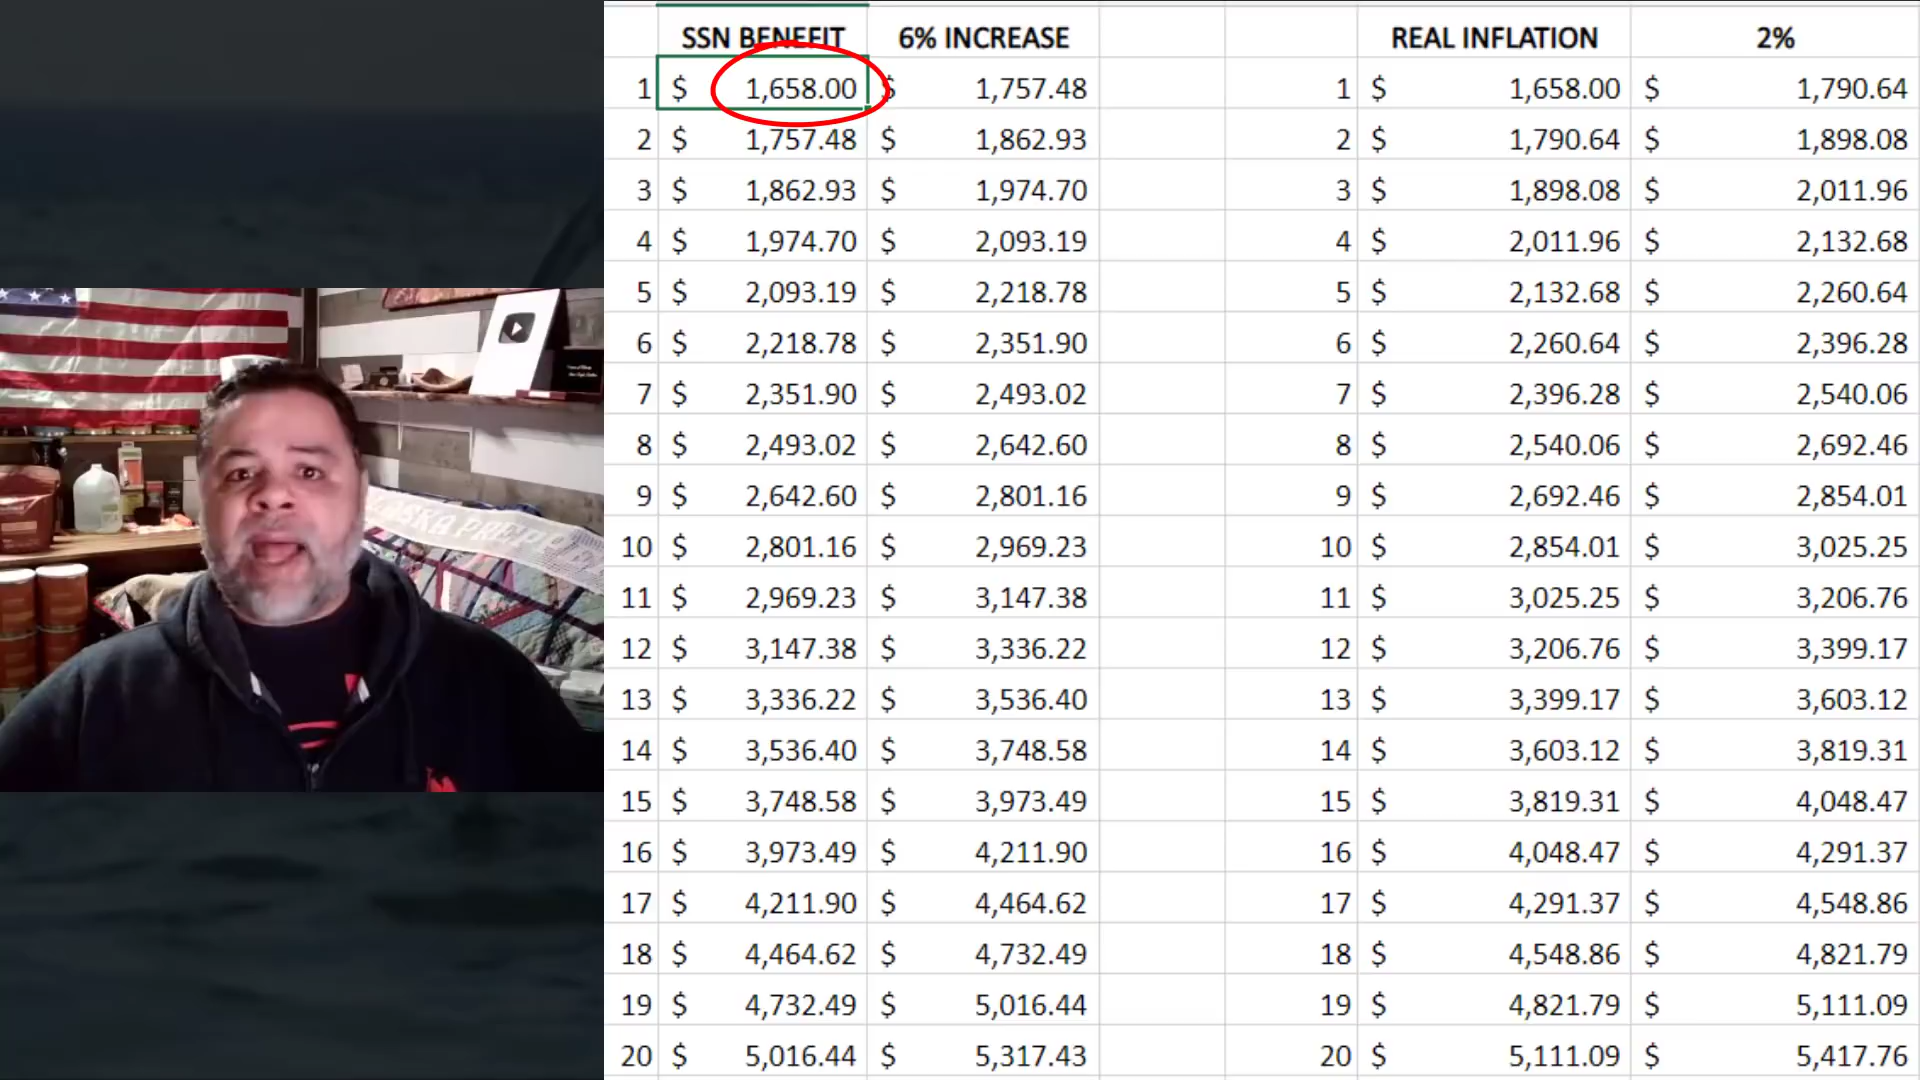 SSN BENEFIT 6% INCREASE REAL INFLATION 2%
1 $ 1,658.00 $ 1,757.48 1 $ 1,658.00 $ 1,790.64
2 $ 1,757.48 $ 1,862.93 2 $ 1,790.64 $ 1,898.08
3 $ 1,862.93 $ 1,974.70 3 $ 1,898.08 $ 2,011.96
4 $ 1,974.70 $ 2,093.19 4 $ 2,011.96 $ 2,132.68
5 $ 2,093.19 $ 2,218.78 5 $ 2,132.68 $ 2,260.64
6 $ 2,218.78 $ 2,351.90 6 $ 2,260.64 $ 2,396.28
7 $ 2,351.90 $ 2,493.02 7 $ 2,396.28 $ 2,540.06
8 $ 2,493.02 $ 2,642.60 8 $ 2,540.06 $ 2,692.46
9 $ 2,642.60 $ 2,801.16 9 $ 2,692.46 $ 2,854.01
10 $ 2,801.16 $ 2,969.23 10 $ 2,854.01 $ 3,025.25
11 $ 2,969.23 $ 3,147.38 11 $ 3,025.25 $ 3,206.76
12 $ 3,147.38 $ 3,336.22 12 $ 3,206.76 $ 3,399.17
13 $ 3,336.22 $ 3,536.40 13 $ 3,399.17 $ 3,603.12
14 $ 3,536.40 $ 3,748.58 14 $ 3,603.12 $ 3,819.31
15 $ 3,748.58 $ 3,973.49 15 $ 3,819.31 $ 4,048.47
16 $ 3,973.49 $ 4,211.90 16 $ 4,048.47 $ 4,291.37
17 $ 4,211.90 $ 4,464.62 17 $ 4,291.37 $ 4,548.86
18 $ 4,464.62 $ 4,732.49 18 $ 4,548.86 $ 4,821.79
19 $ 4,732.49 $ 5,016.44 19 $ 4,821.79 $ 5,111.09
20 $ 5,016.44 $ 5,317.43 20 $ 5,111.09 $ 5,417.76